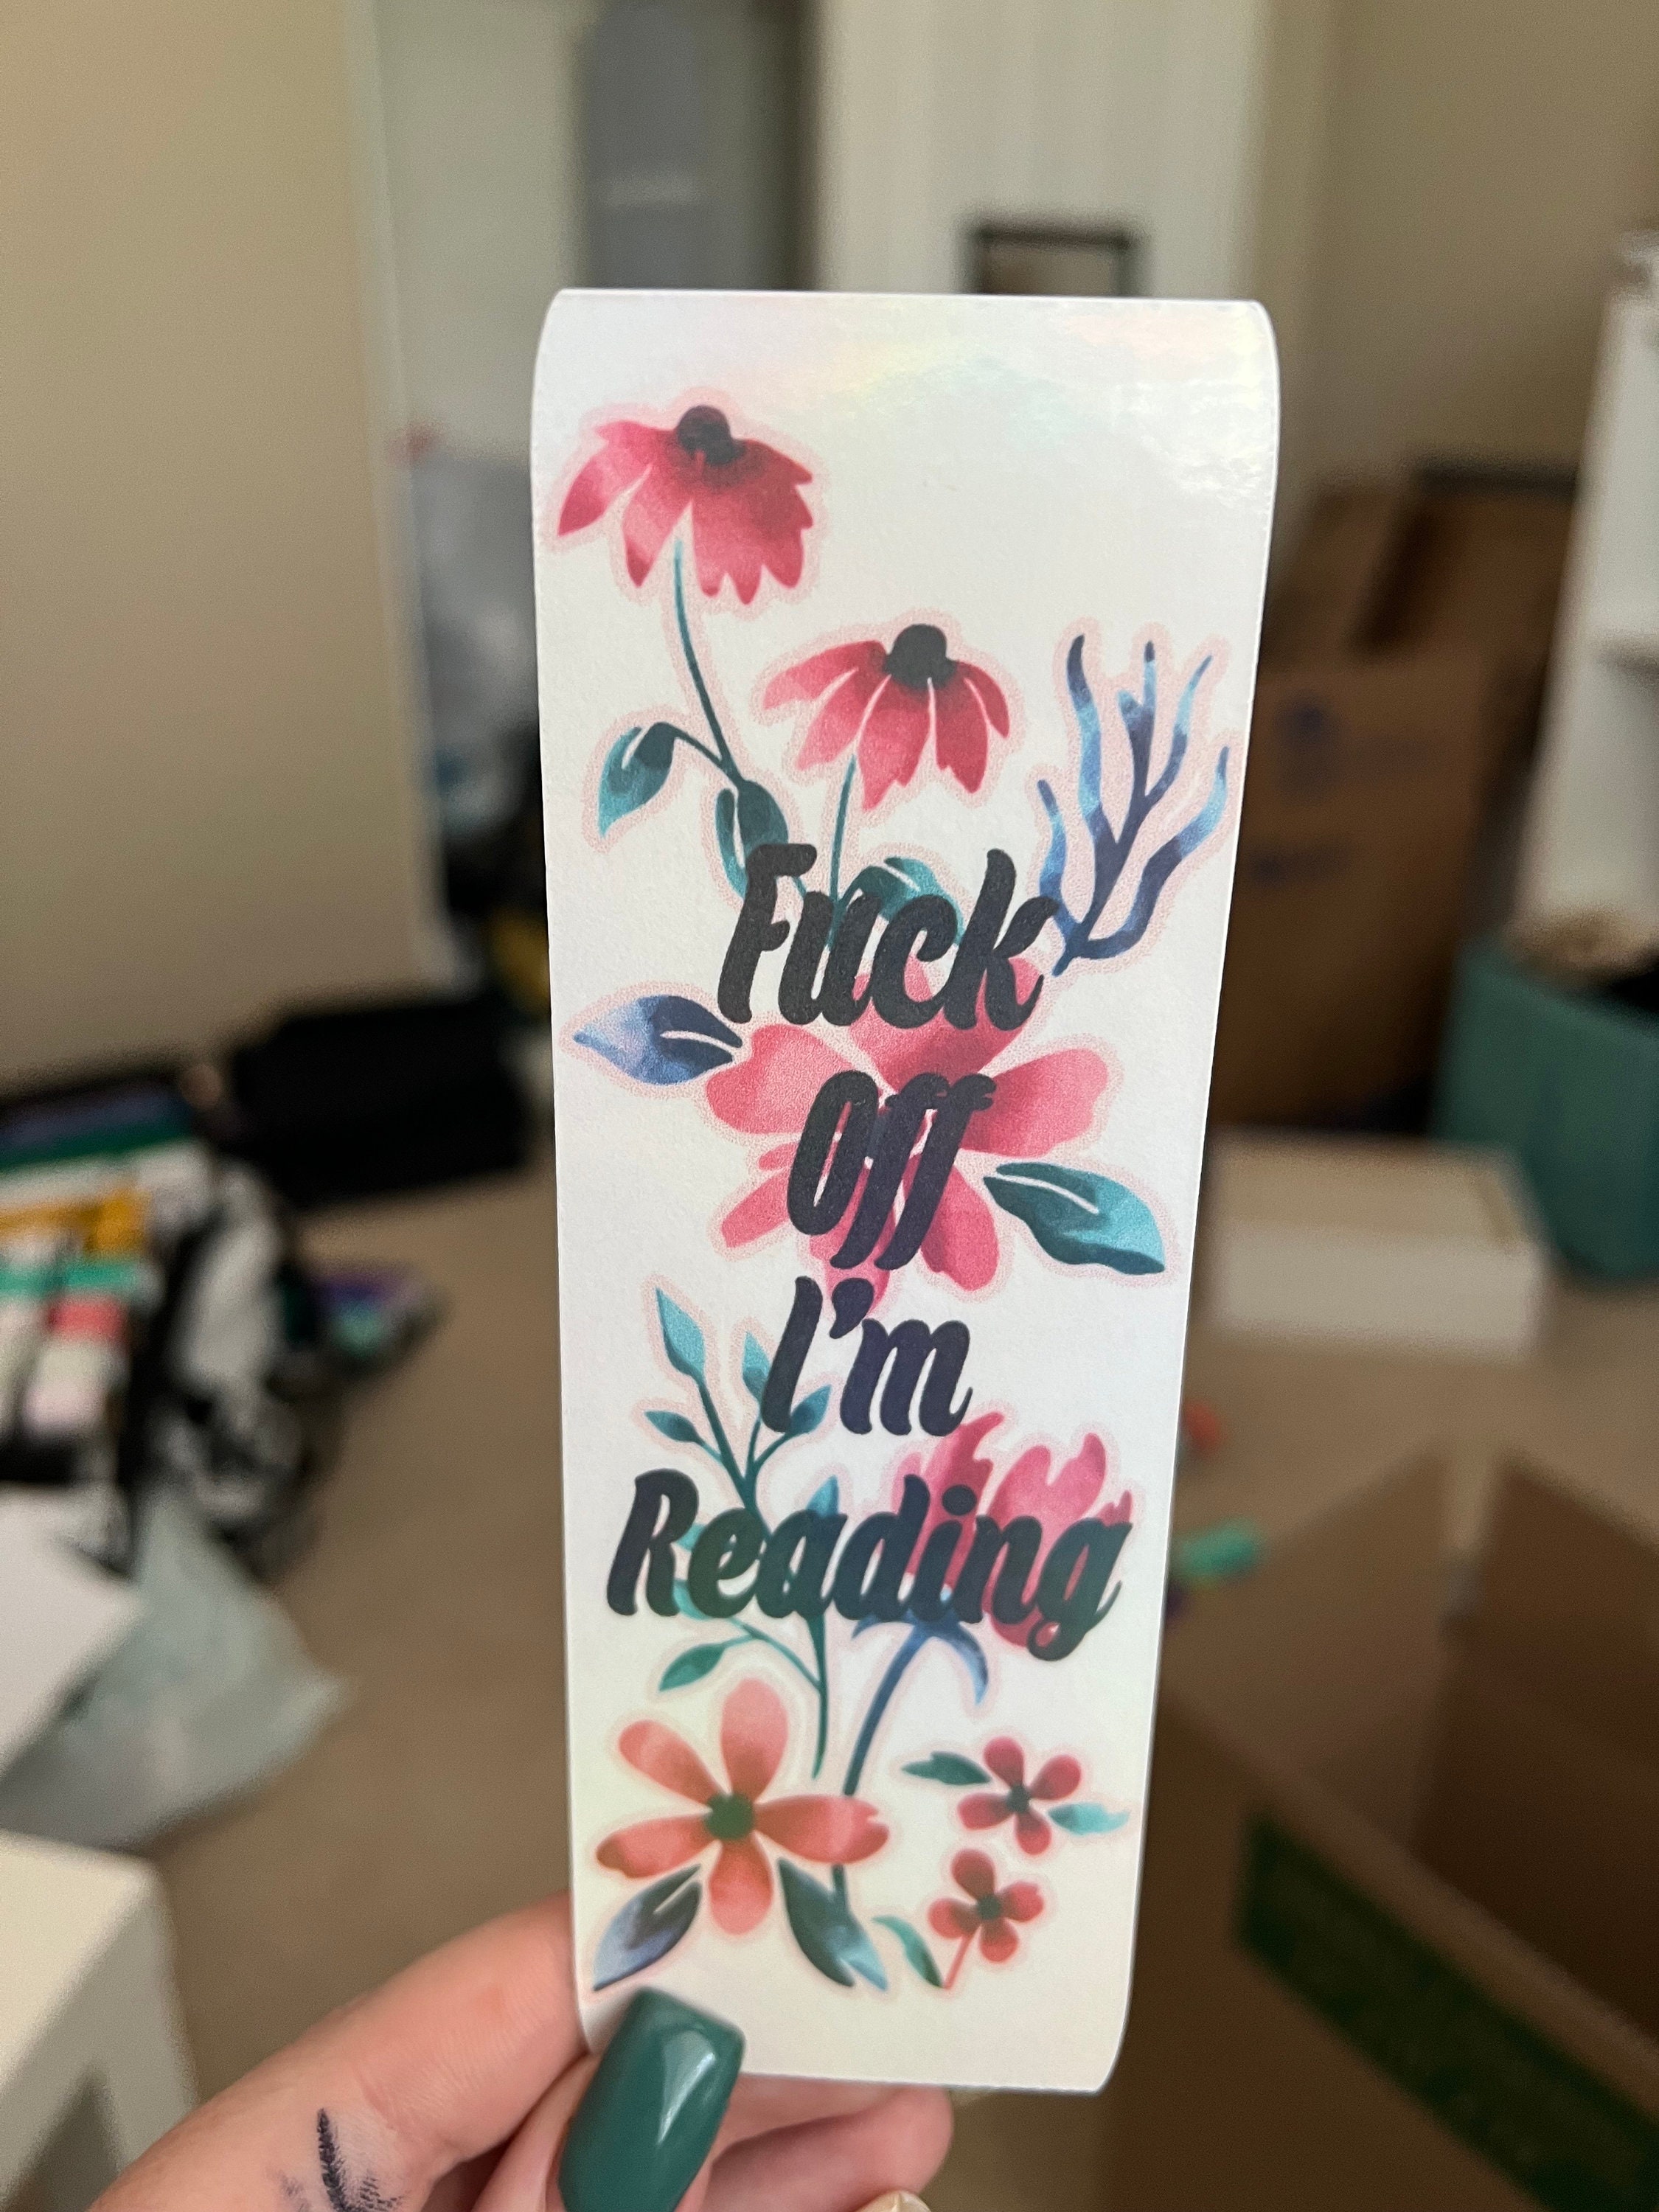 Fuck
Off
I'm
Reading